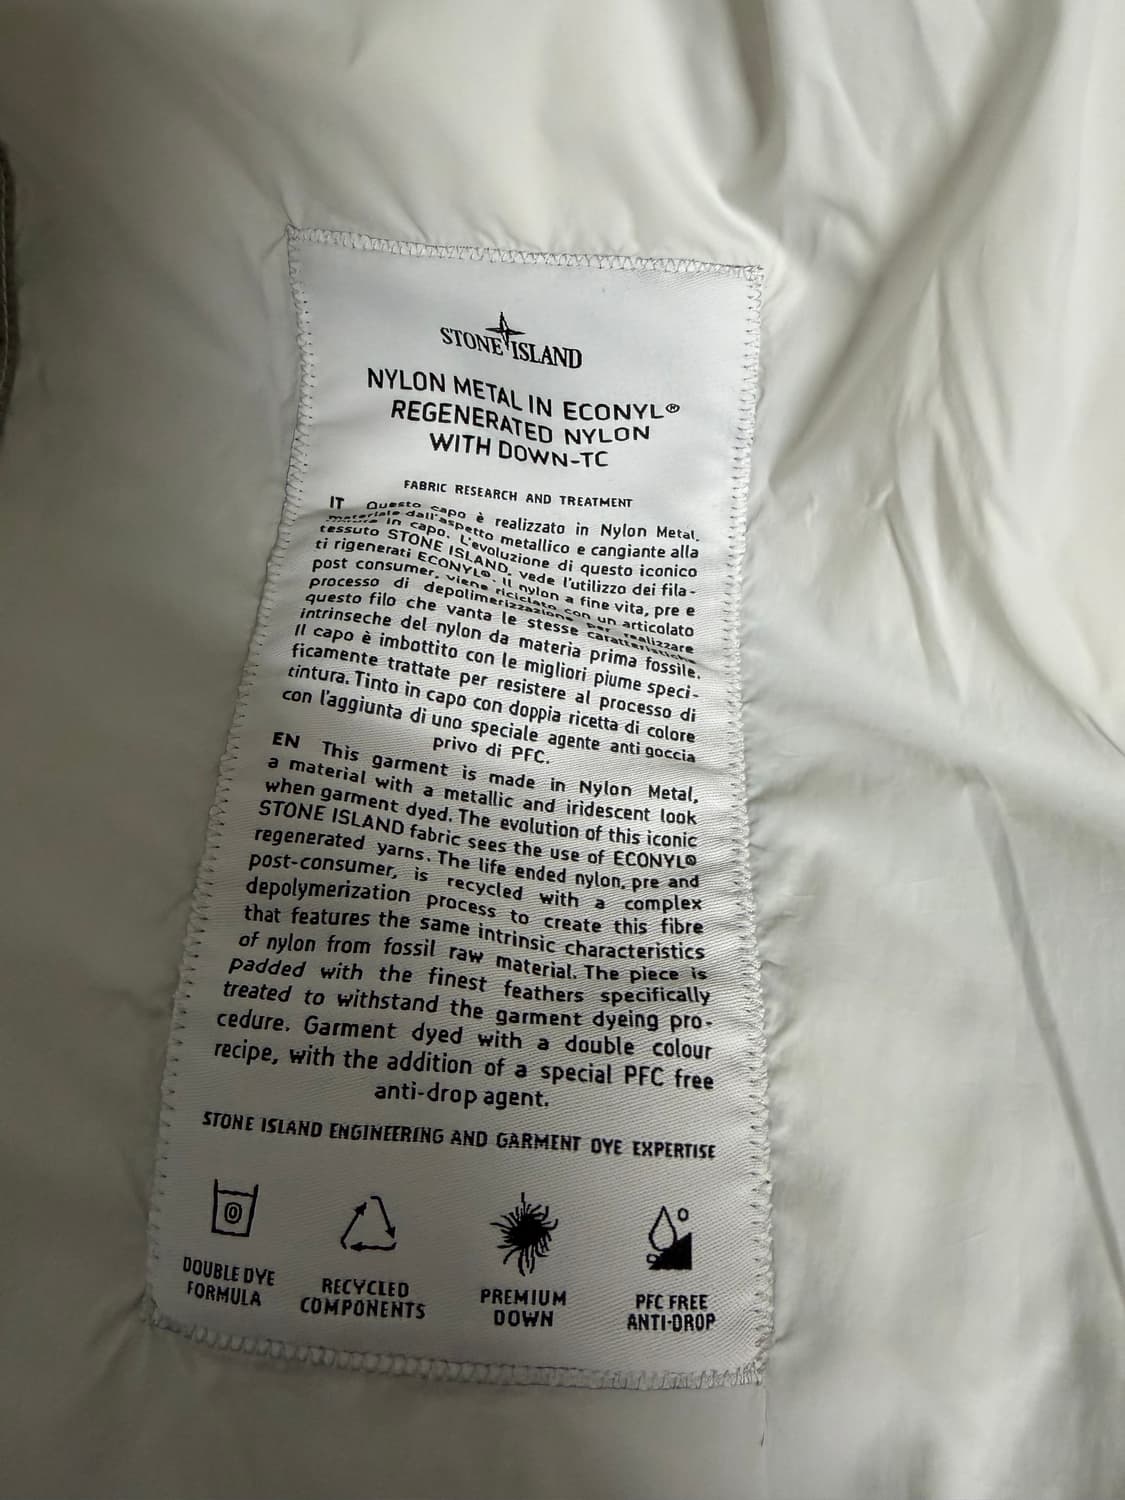 STONE ISLAND
NYLON METAL IN ECONYL®
REGENERATED NYLON
WITH DOWN-TC
FABRIC RESEARCH AND TREATMENT
IT Questo capo è realizzato in Nylon Metal,
materiale dall'aspetto metallico e cangiante alla
tintura in capo. L'evoluzione di questo iconico
tessuto STONE ISLAND, vede l'utilizzo dei fila-
ti rigenerati ECONYL®. Il nylon a fine vita, pre e
post consumer, viene riciclato con un articolato
processo di depolimerizzazione per realizzare
questo filo che vanta le stesse caratteristiche
intrinseche del nylon da materia prima fossile.
Il capo è imbottito con le migliori piume speci-
ficamente trattate per resistere al processo di
tintura. Tinto in capo con doppia ricetta di colore
con l'aggiunta di uno speciale agente anti goccia
privo di PFC.
EN This garment is made in Nylon Metal,
a material with a metallic and iridescent look
when garment dyed. The evolution of this iconic
STONE ISLAND fabric sees the use of ECONYL®
regenerated yarns. The life ended nylon, pre and
post-consumer, is recycled with a complex
depolymerization process to create this fibre
that features the same intrinsic characteristics
of nylon from fossil raw material. The piece is
padded with the finest feathers specifically
treated to withstand the garment dyeing pro-
cedure. Garment dyed with a double colour
recipe, with the addition of a special PFC free
anti-drop agent.
STONE ISLAND ENGINEERING AND GARMENT DYE EXPERTISE
DOUBLE DYE
FORMULA
RECYCLED
COMPONENTS
PREMIUM
DOWN
PFC FREE
ANTI-DROP